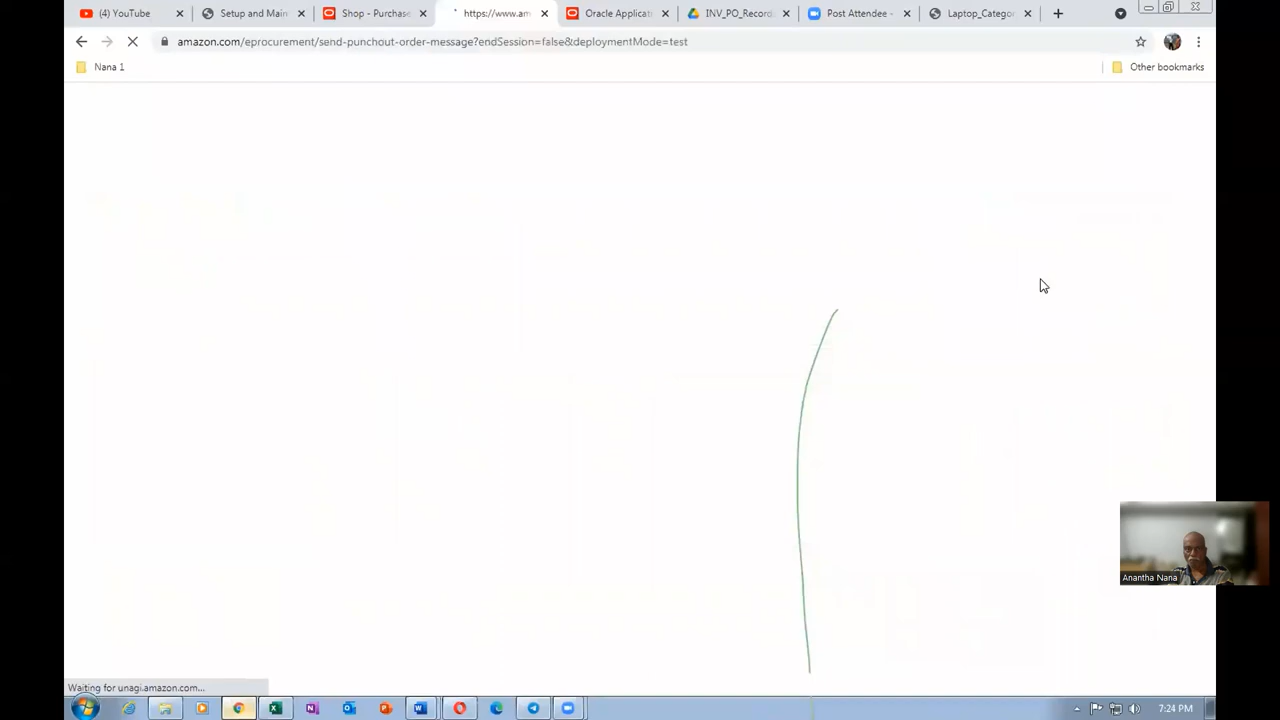 (4) YouTube
Setup and Main
Shop - Purchase
https://www.am
Oracle Applicati
INV_PO_Record
Post Attendee -
Laptop_Catego
amazon.com/eprocurement/send-punchout-order-message?endSession=false&deploymentMode=test
Nana 1
Other bookmarks
Anantha Nana
Waiting for unagi.amazon.com...
7:24 PM